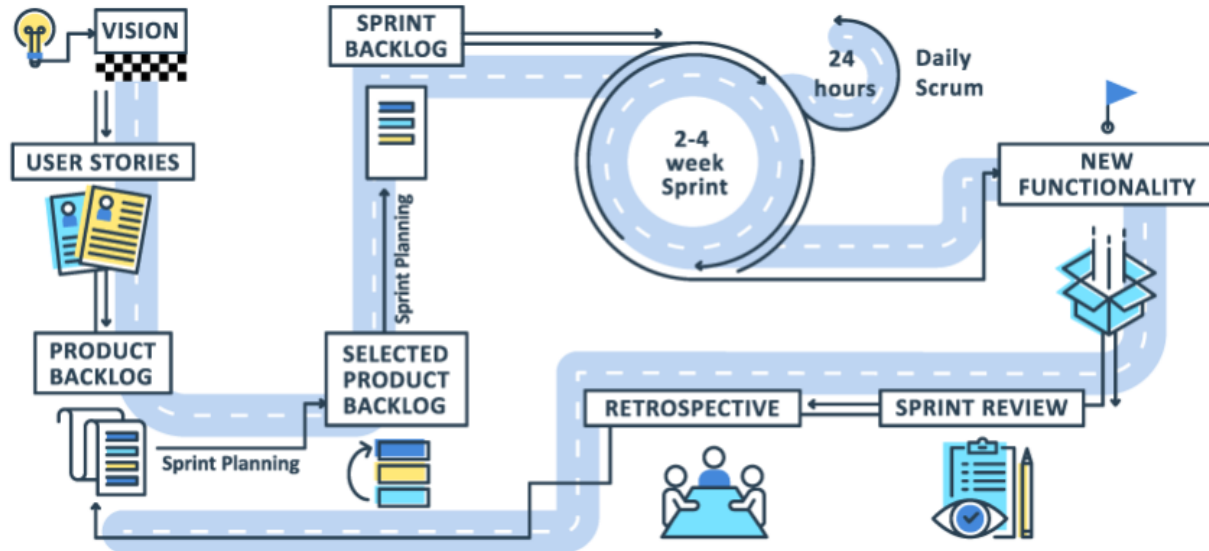 VISION
USER STORIES
PRODUCT
BACKLOG
Sprint Planning
SELECTED
PRODUCT
BACKLOG
Sprint Planning
SPRINT
BACKLOG
2-4
week
Sprint
24
hours
Daily
Scrum
NEW
FUNCTIONALITY
SPRINT REVIEW
RETROSPECTIVE